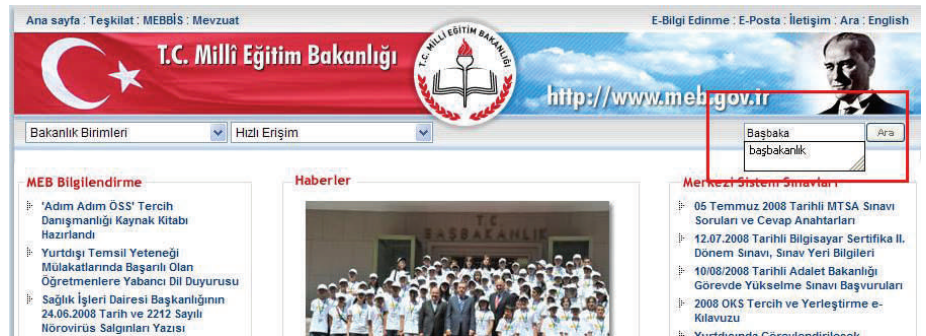 Ana sayfa : Teşkilat : MEBBİS : Mevzuat
E-Bilgi Edinme : E-Posta : İletişim : Ara : English
T.C. Millî Eğitim Bakanlığı
T.C. MİLLİ EĞİTİM BAKANLIĞI
http://www.meb.gov.tr
Bakanlık Birimleri
Hızlı Erişim
Başbaka
Ara
başbakanlık
MEB Bilgilendirme
'Adım Adım ÖSS' Tercih
Danışmanlığı Kaynak Kitabı
Hazırlandı
Yurtdışı Temsil Yeteneği
Mülakatlarında Başarılı Olan
Öğretmenlere Yabancı Dil Duyurusu
Sağlık İşleri Dairesi Başkanlığının
24.06.2008 Tarih ve 2212 Sayılı
Nörovirüs Salgınları Yazısı
Haberler
T.C.
BAŞBAKANLIK
Merkezi Sistem Sınavları
05 Temmuz 2008 Tarihli MTSA Sınavı
Soruları ve Cevap Anahtarları
12.07.2008 Tarihli Bilgisayar Sertifika II.
Dönem Sınavı, Sınav Yeri Bilgileri
10/08/2008 Tarihli Adalet Bakanlığı
Görevde Yükselme Sınavı Başvuruları
2008 OKS Tercih ve Yerleştirme e-
Kılavuzu
Yurtdışında Görevlendirilecek